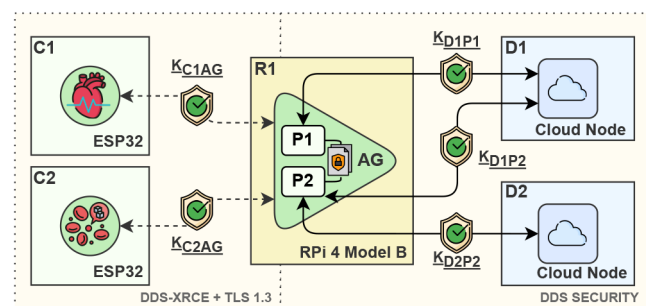 C1
ESP32
K_C1AG
C2
ESP32
K_C2AG
R1
P1
P2
AG
RPi 4 Model B
K_D1P1
K_D1P2
K_D2P2
D1
Cloud Node
D2
Cloud Node
DDS-XRCE + TLS 1.3
DDS SECURITY